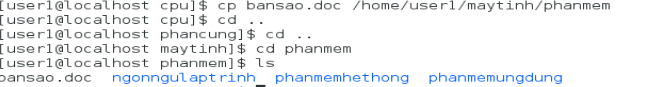 [user1@localhost cpu]$ cp bansao.doc /home/user1/maytinh/phanmem
[user1@localhost cpu]$ cd ..
[user1@localhost phancung]$ cd ..
[user1@localhost maytinh]$ cd phanmem
[user1@localhost phanmem]$ ls
bansao.doc  ngonngulaptrinh  phanmemhethong  phanmemungdung